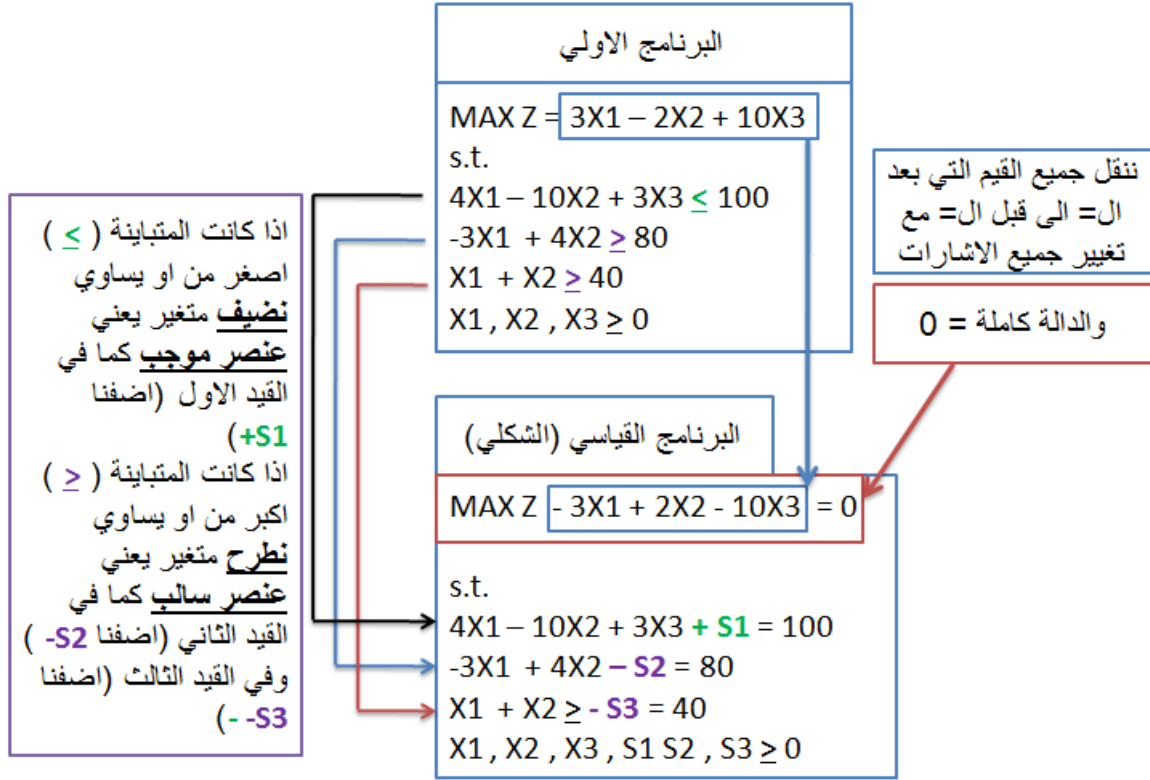 البرنامج الاولي
MAX Z = 3X1 – 2X2 + 10X3
s.t.
4X1 – 10X2 + 3X3 ≤ 100
-3X1 + 4X2 ≥ 80
X1 + X2 ≥ 40
X1 , X2 , X3 ≥ 0
ننقل جميع القيم التي بعد
ال= الى قبل ال= مع
تغيير جميع الاشارات
والدالة كاملة = 0
اذا كانت المتباينة ( ≤ )
اصغر من او يساوي
نضيف متغير يعني
عنصر موجب كما في
القيد الاول (اضفنا
+S1)
اذا كانت المتباينة ( ≥ )
اكبر من او يساوي
نطرح متغير يعني
عنصر سالب كما في
القيد الثاني (اضفنا -S2 )
وفي القيد الثالث (اضفنا
- -S3)
البرنامج القياسي (الشكلي)
MAX Z - 3X1 + 2X2 - 10X3 = 0
s.t.
4X1 – 10X2 + 3X3 + S1 = 100
-3X1 + 4X2 – S2 = 80
X1 + X2 ≥ - S3 = 40
X1 , X2 , X3 , S1 S2 , S3 ≥ 0